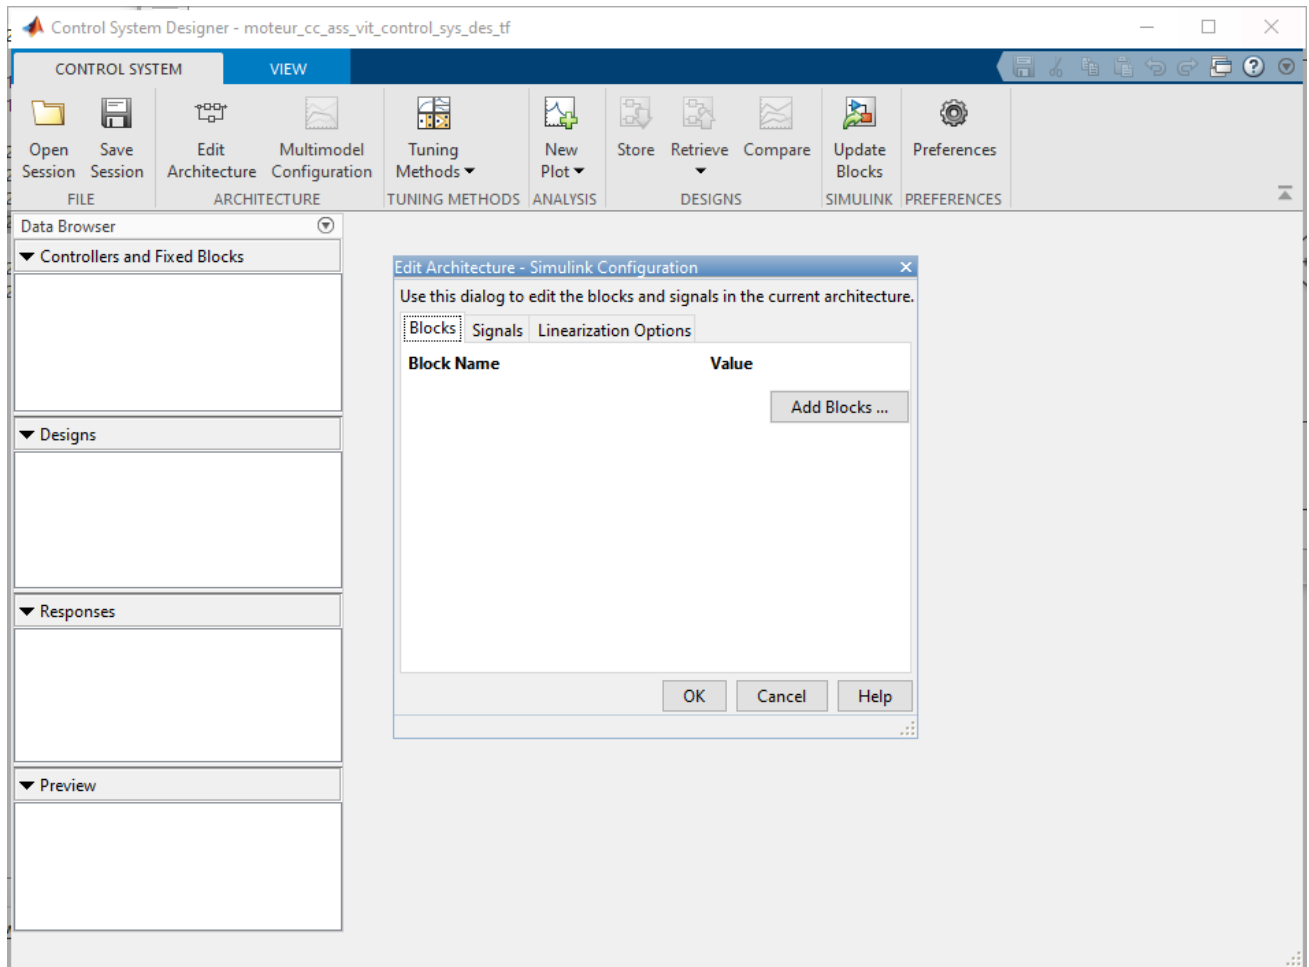 Control System Designer - moteur_cc_ass_vit_control_sys_des_tf
CONTROL SYSTEM
VIEW
Open Session
Save Session
Edit Architecture
Multimodel Configuration
Tuning Methods
New Plot
Store
Retrieve
Compare
Update Blocks
Preferences
FILE
ARCHITECTURE
TUNING METHODS
ANALYSIS
DESIGNS
SIMULINK
PREFERENCES
Data Browser
Controllers and Fixed Blocks
Designs
Responses
Preview
Edit Architecture - Simulink Configuration
Use this dialog to edit the blocks and signals in the current architecture.
Blocks
Signals
Linearization Options
Block Name
Value
Add Blocks ...
OK
Cancel
Help